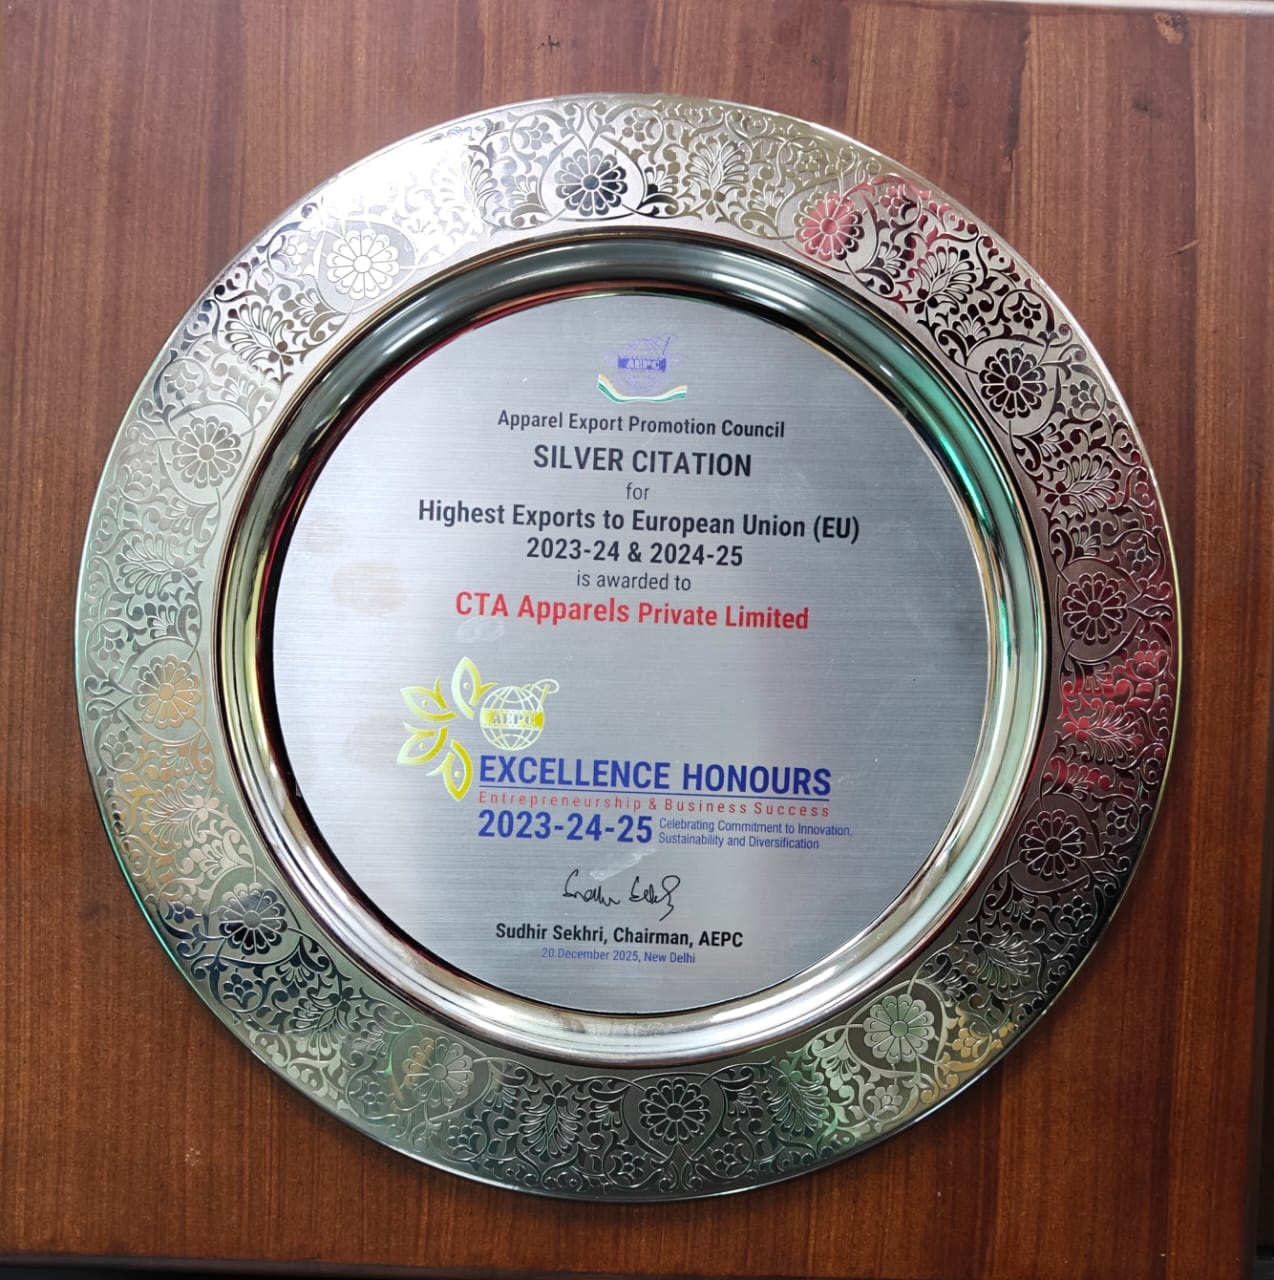 AEPC
Apparel Export Promotion Council
SILVER CITATION
for
Highest Exports to European Union (EU)
2023-24 & 2024-25
is awarded to
CTA Apparels Private Limited
AEPC
EXCELLENCE HONOURS
Entrepreneurship & Business Success
2023-24-25
Celebrating Commitment to Innovation,
Sustainability and Diversification
Sudhir Sekhri, Chairman, AEPC
20 December 2025, New Delhi